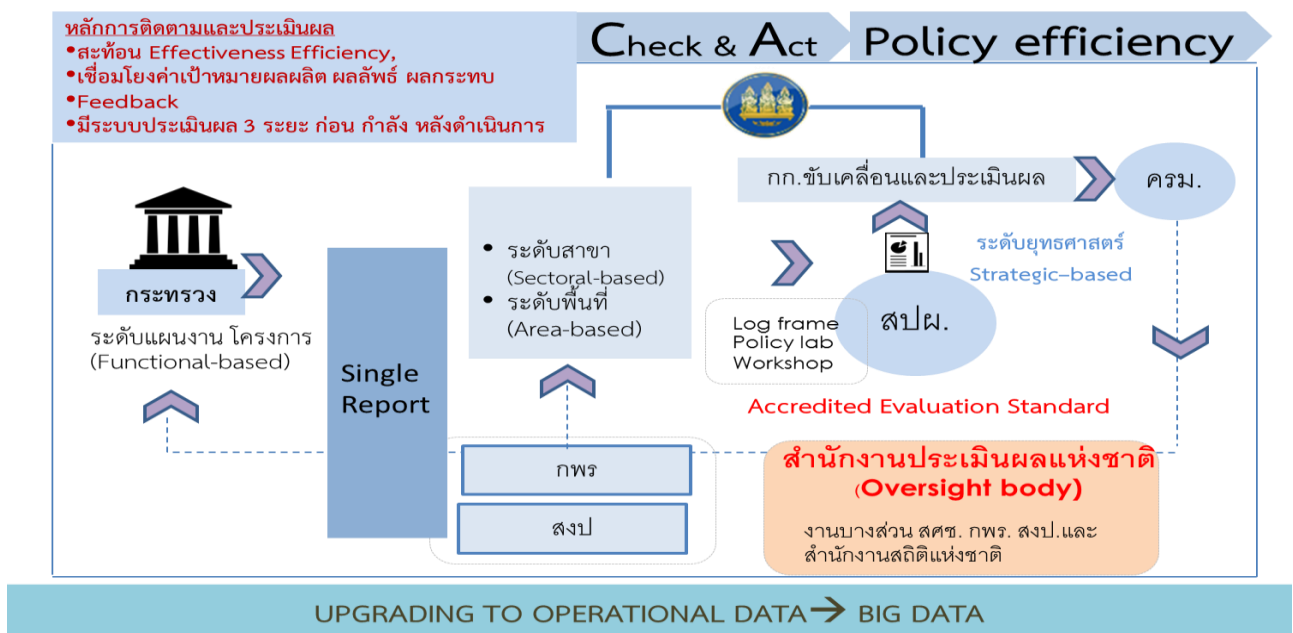 หลักการติดตามและประเมินผล
•สะท้อน Effectiveness Efficiency,
•เชื่อมโยงค่าเป้าหมายผลผลิต ผลลัพธ์ ผลกระทบ
•Feedback
•มีระบบประเมินผล 3 ระยะ ก่อน กำลัง หลังดำเนินการ
Check & Act
Policy efficiency
กก.ขับเคลื่อนและประเมินผล
ครม.
กระทรวง
ระดับแผนงาน โครงการ
(Functional-based)
Single
Report
• ระดับสาขา
(Sectoral-based)
• ระดับพื้นที่
(Area-based)
ระดับยุทธศาสตร์
Strategic–based
สปผ.
Log frame
Policy lab
Workshop
Accredited Evaluation Standard
กพร
สงป
สำนักงานประเมินผลแห่งชาติ
(Oversight body)
งานบางส่วน สศช. กพร. สงป.และ
สำนักงานสถิติแห่งชาติ
UPGRADING TO OPERATIONAL DATA→ BIG DATA